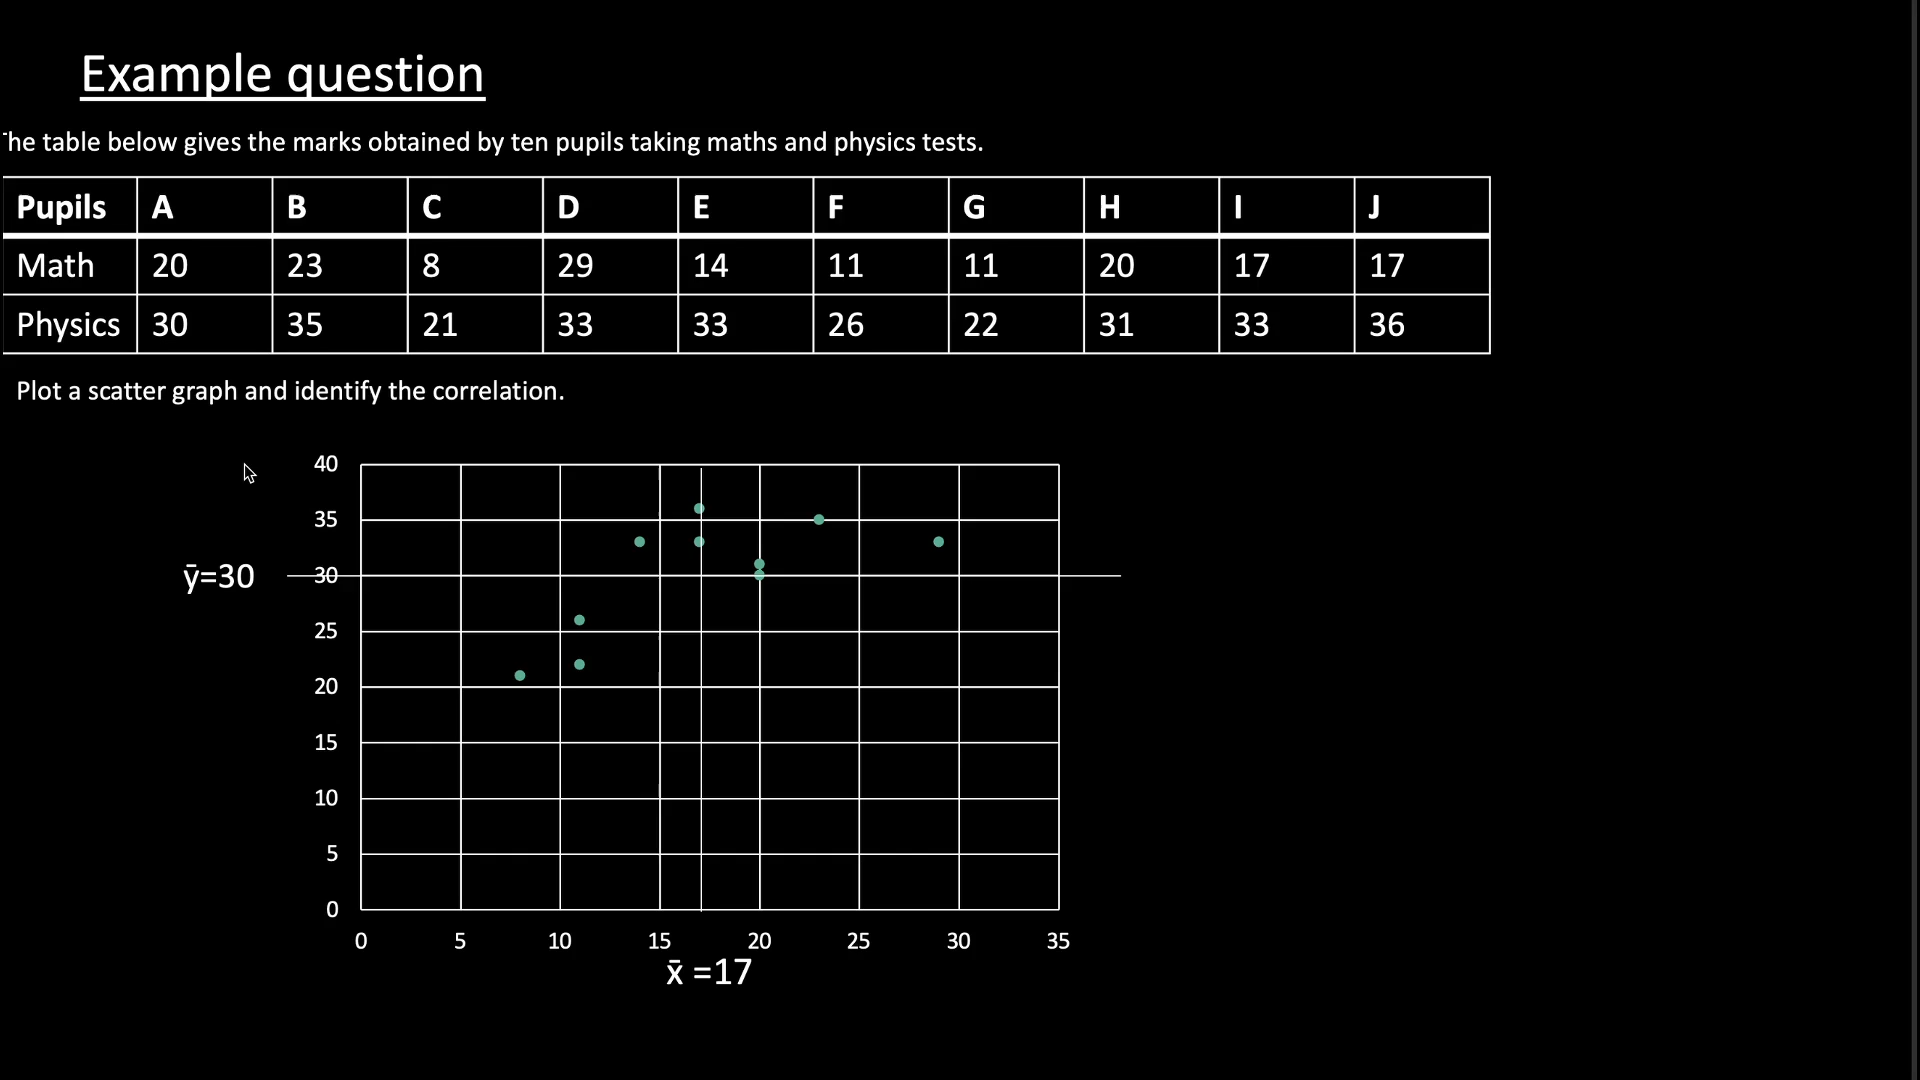 Example question
he table below gives the marks obtained by ten pupils taking maths and physics tests.
Pupils A B C D E F G H I J
Math 20 23 8 29 14 11 11 20 17 17
Physics 30 35 21 33 33 26 22 31 33 36
Plot a scatter graph and identify the correlation.
40
35
ȳ=30 30
25
20
15
10
5
0
0 5 10 15 20 25 30 35
x̄ =17